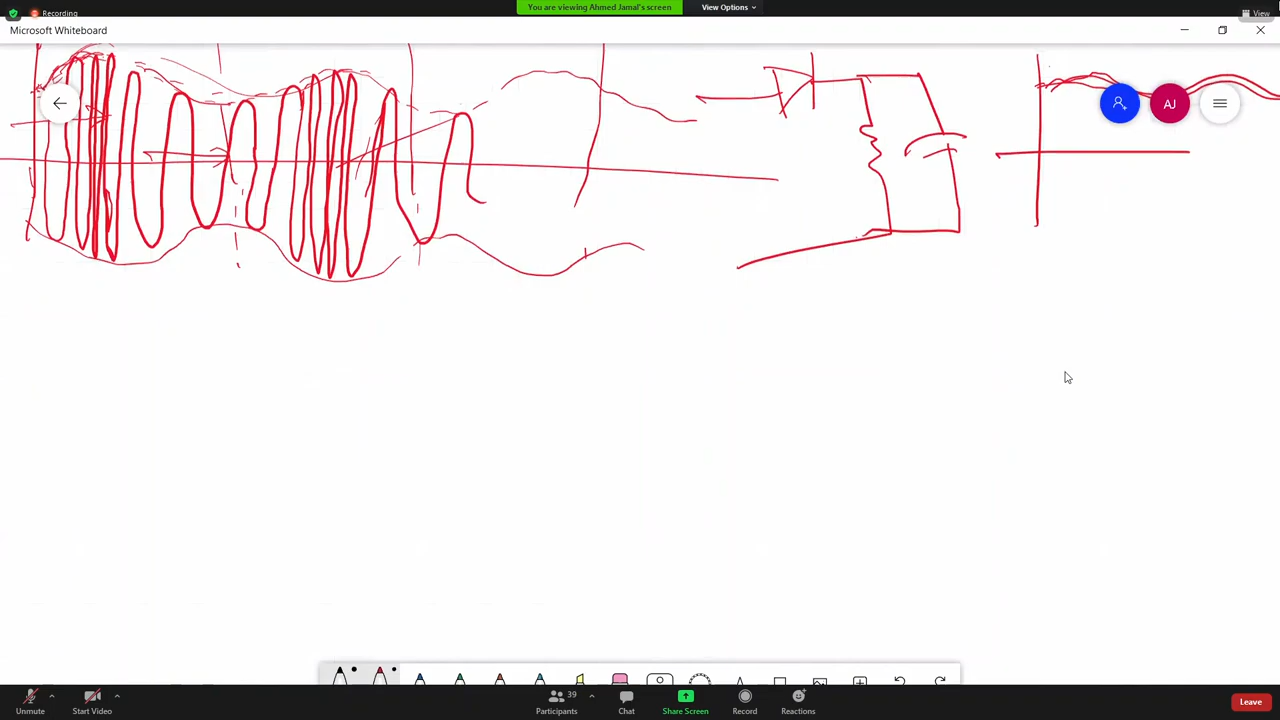 Recording
You are viewing Ahmed Jamal's screen
View Options
View
Microsoft Whiteboard
AJ
Unmute
Start Video
39
Participants
Chat
Share Screen
Record
Reactions
Leave